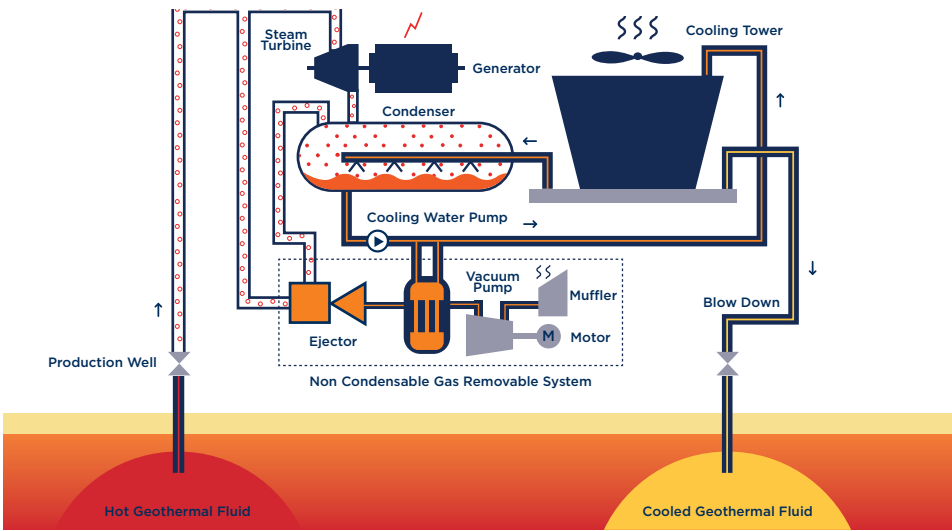 Steam
Turbine
Generator
Cooling Tower
Condenser
Cooling Water Pump
Vacuum
Pump
Muffler
Blow Down
Ejector
M
Motor
Production Well
Non Condensable Gas Removable System
Hot Geothermal Fluid
Cooled Geothermal Fluid